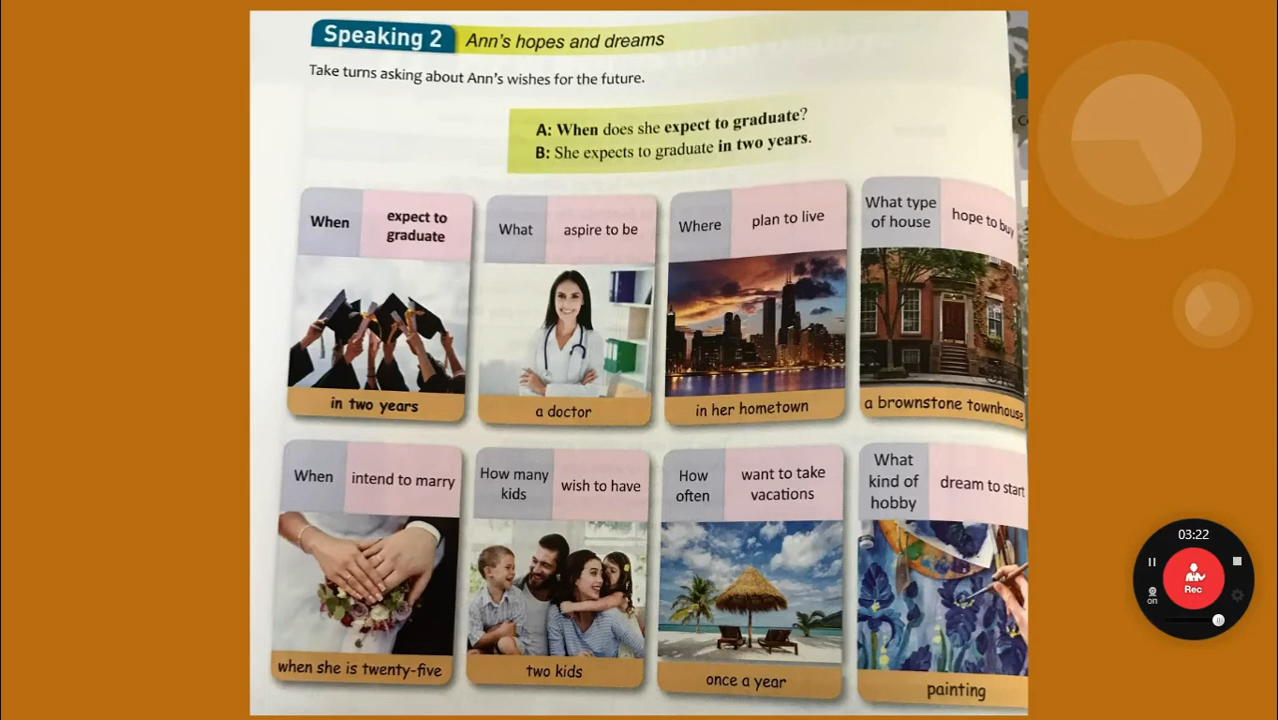 Speaking 2 Ann's hopes and dreams
Take turns asking about Ann's wishes for the future.
A: When does she expect to graduate?
B: She expects to graduate in two years.
When
expect to
graduate
in two years
What
aspire to be
a doctor
Where
plan to live
in her hometown
What type
of house
hope to buy
a brownstone townhouse
When
intend to marry
when she is twenty-five
How many
kids
wish to have
two kids
How
often
want to take
vacations
once a year
What
kind of
hobby
dream to start
painting
03:22
Rec
on